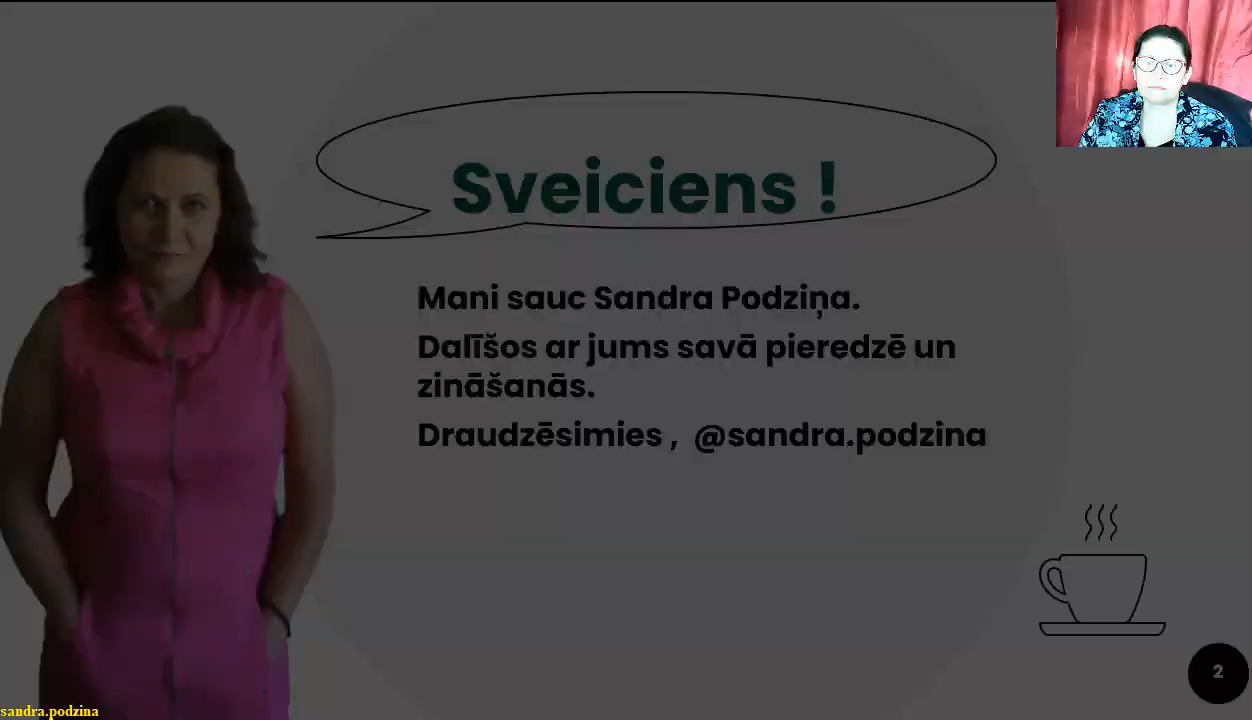 Sveiciens !
Mani sauc Sandra Podziņa.
Dalīšos ar jums savā pieredzē un
zināšanās.
Draudzēsimies , @sandra.podzina
2
sandra.podzina